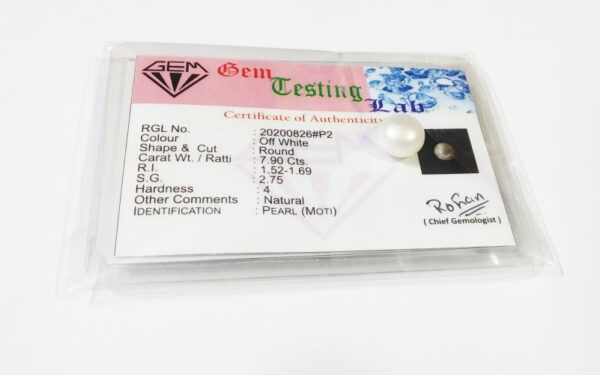 GEM
Gem
Testing
Lab
Certificate of Authenticity
RGL No. : 20200826#P2
Colour : Off White
Shape & Cut : Round
Carat Wt. / Ratti : 7.90 Cts.
R.I. : 1.52-1.69
S.G. : 2.75
Hardness : 4
Other Comments : Natural
IDENTIFICATION : PEARL (MOTI)
Rohan
( Chief Gemologist )